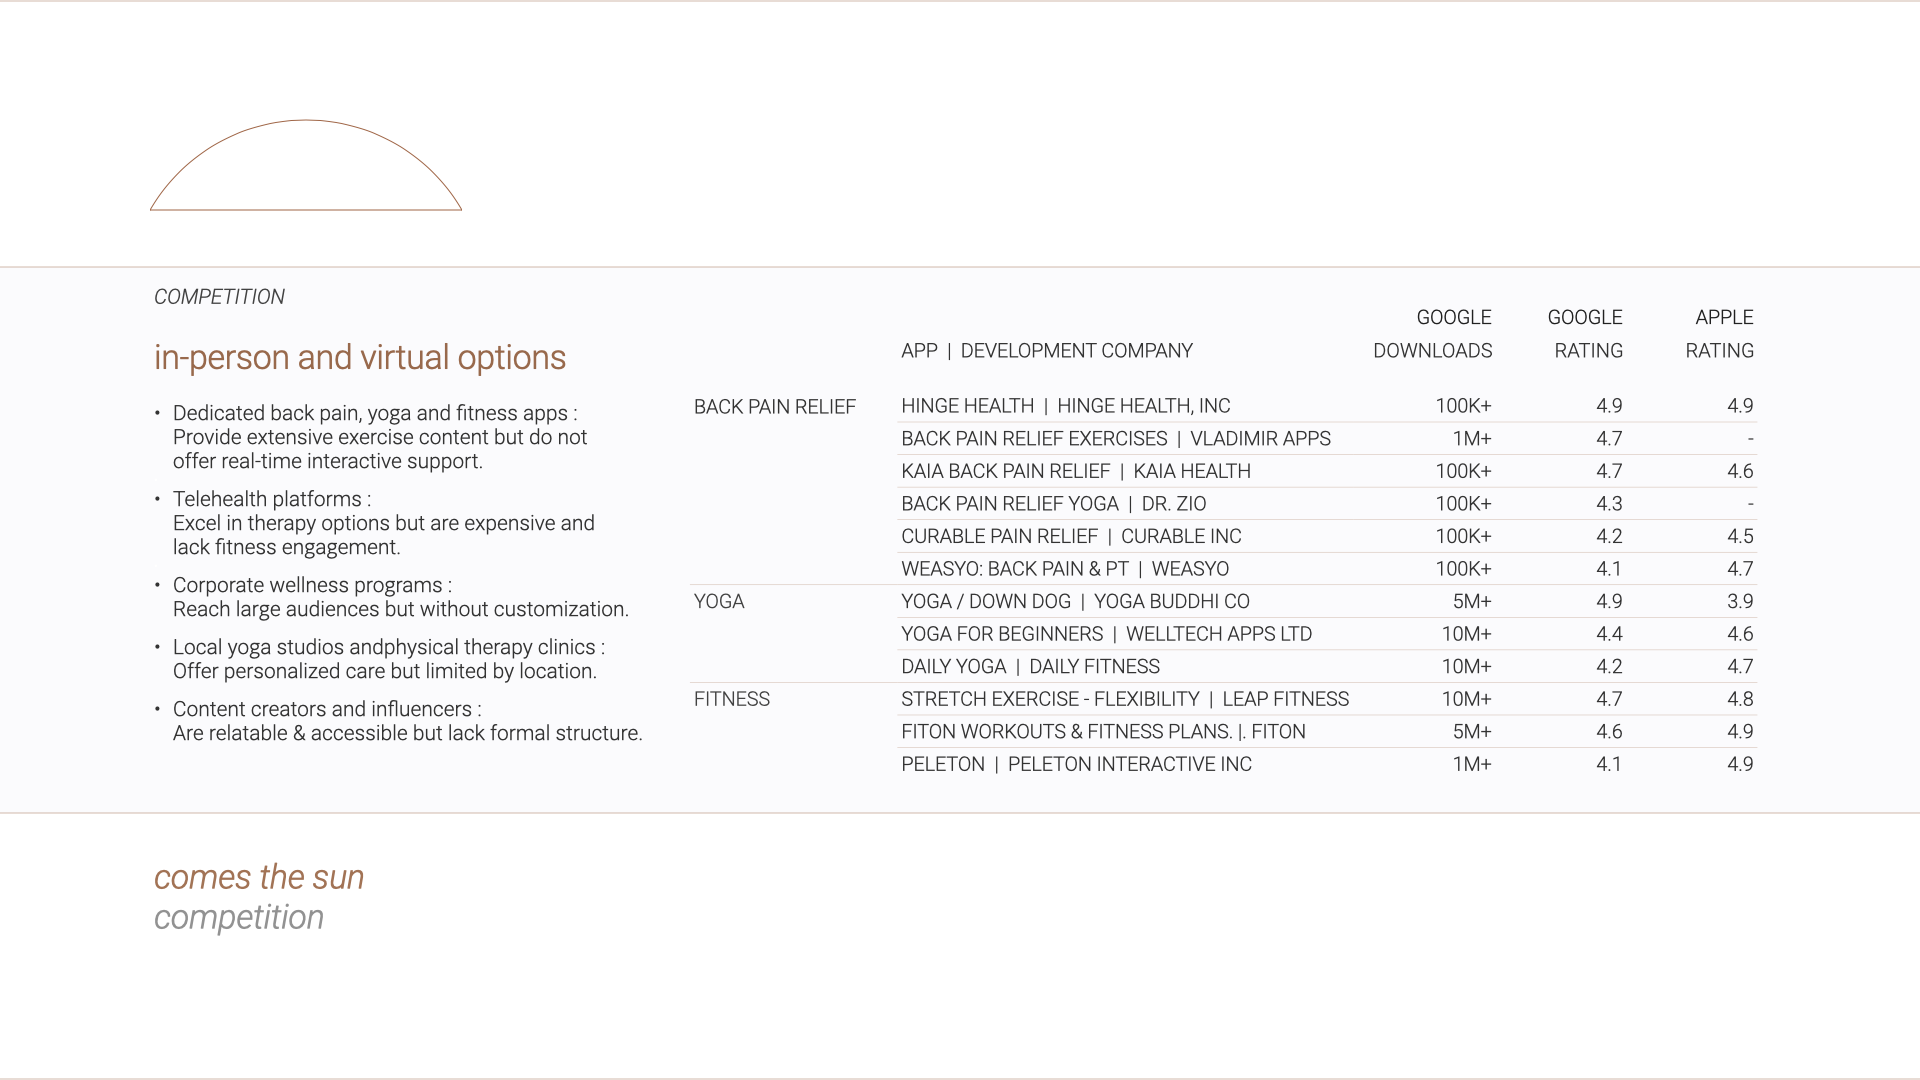 COMPETITION
in-person and virtual options
• Dedicated back pain, yoga and fitness apps :
Provide extensive exercise content but do not
offer real-time interactive support.
• Telehealth platforms :
Excel in therapy options but are expensive and
lack fitness engagement.
• Corporate wellness programs :
Reach large audiences but without customization.
• Local yoga studios andphysical therapy clinics :
Offer personalized care but limited by location.
• Content creators and influencers :
Are relatable & accessible but lack formal structure.
GOOGLE GOOGLE APPLE
APP | DEVELOPMENT COMPANY DOWNLOADS RATING RATING
BACK PAIN RELIEF HINGE HEALTH | HINGE HEALTH, INC 100K+ 4.9 4.9
BACK PAIN RELIEF EXERCISES | VLADIMIR APPS 1M+ 4.7 -
KAIA BACK PAIN RELIEF | KAIA HEALTH 100K+ 4.7 4.6
BACK PAIN RELIEF YOGA | DR. ZIO 100K+ 4.3 -
CURABLE PAIN RELIEF | CURABLE INC 100K+ 4.2 4.5
WEASYO: BACK PAIN & PT | WEASYO 100K+ 4.1 4.7
YOGA YOGA / DOWN DOG | YOGA BUDDHI CO 5M+ 4.9 3.9
YOGA FOR BEGINNERS | WELLTECH APPS LTD 10M+ 4.4 4.6
DAILY YOGA | DAILY FITNESS 10M+ 4.2 4.7
FITNESS STRETCH EXERCISE - FLEXIBILITY | LEAP FITNESS 10M+ 4.7 4.8
FITON WORKOUTS & FITNESS PLANS. |. FITON 5M+ 4.6 4.9
PELETON | PELETON INTERACTIVE INC 1M+ 4.1 4.9
comes the sun
competition